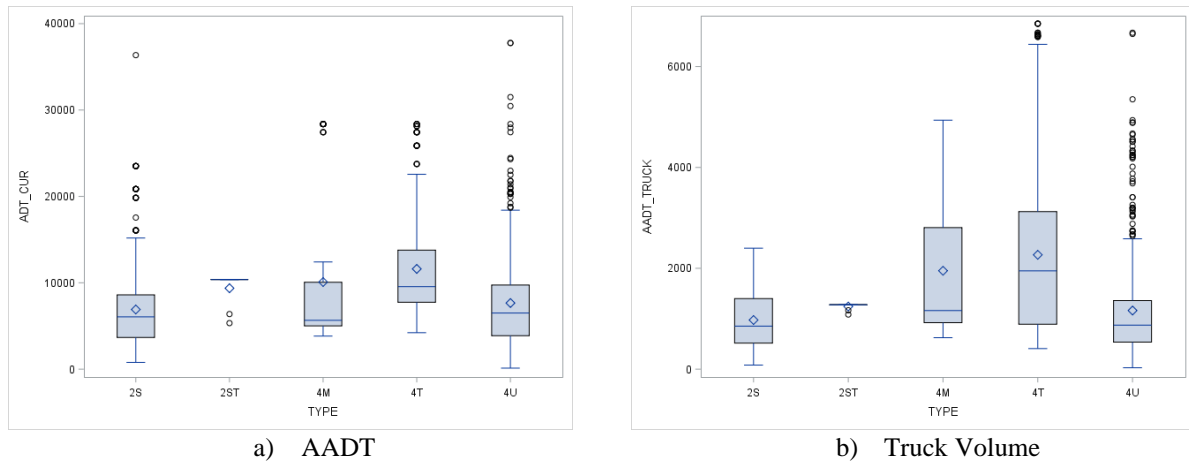 40000
30000
20000
10000
0
ADT_CUR
2S 2ST 4M 4T 4U
TYPE
a) AADT
6000
4000
2000
0
AADT_TRUCK
2S 2ST 4M 4T 4U
TYPE
b) Truck Volume